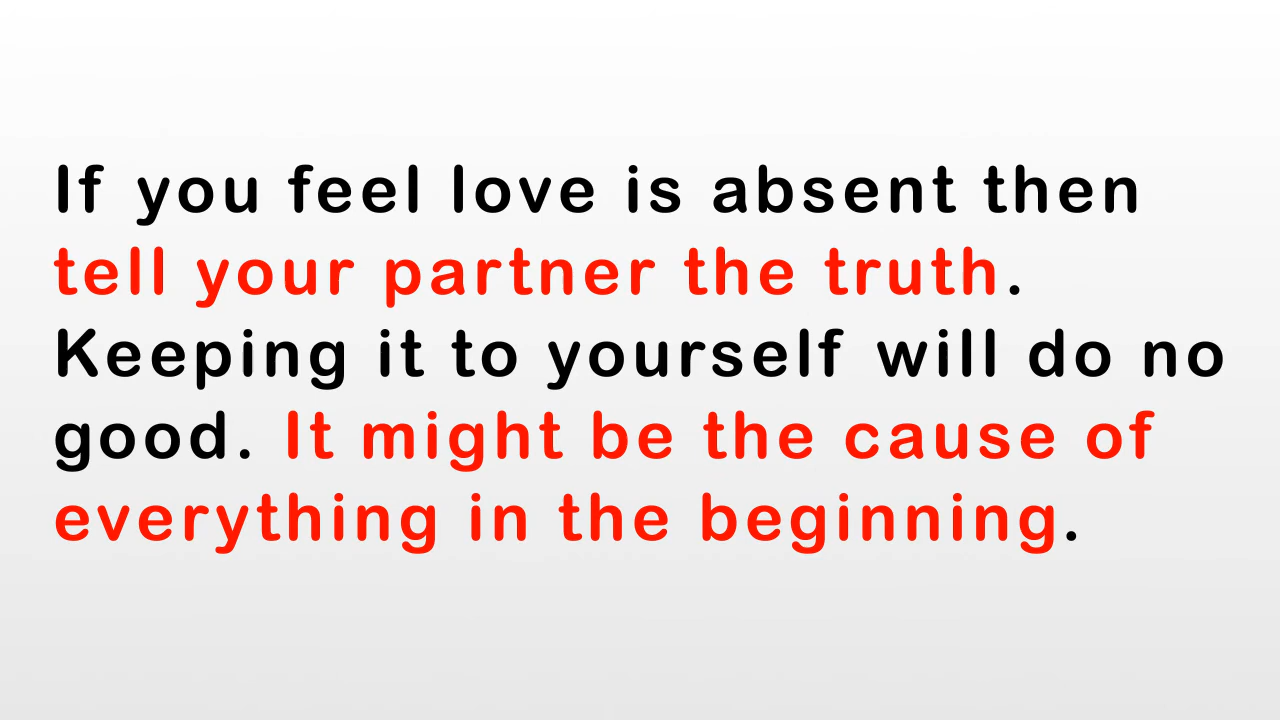 If you feel love is absent then
tell your partner the truth.
Keeping it to yourself will do no
good. It might be the cause of
everything in the beginning.